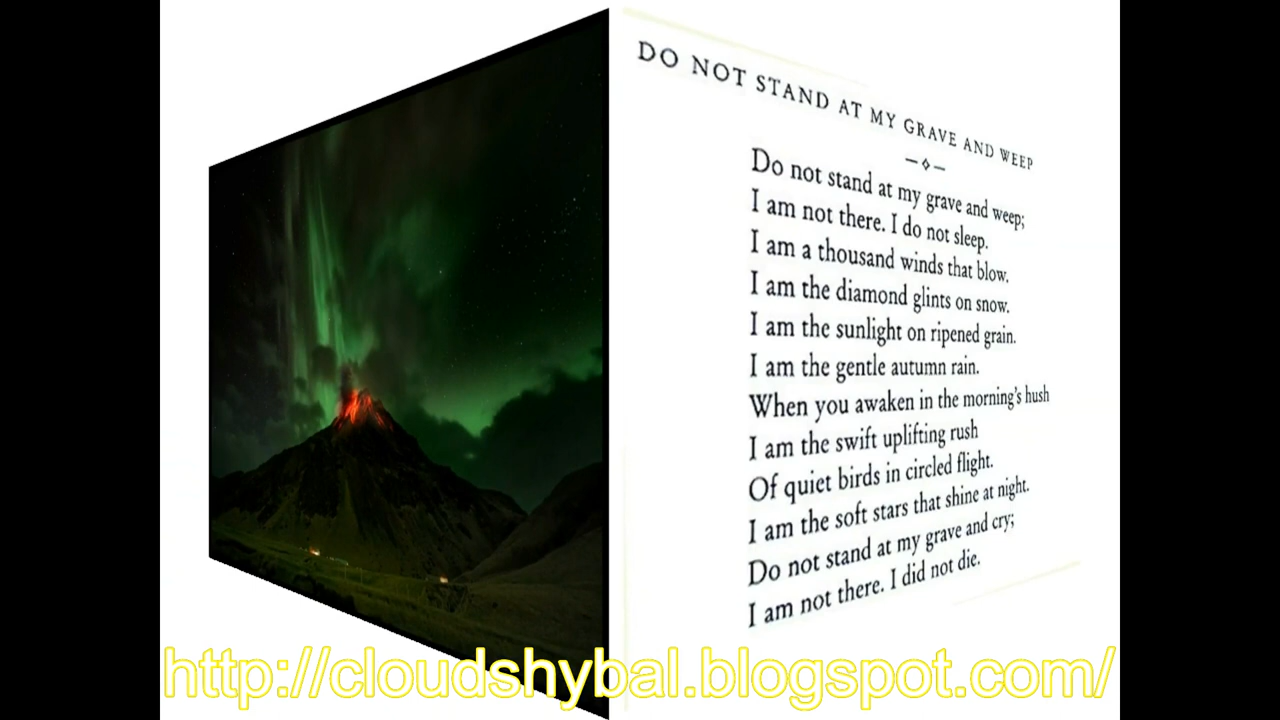 DO NOT STAND AT MY GRAVE AND WEEP
Do not stand at my grave and weep;
I am not there. I do not sleep.
I am a thousand winds that blow.
I am the diamond glints on snow.
I am the sunlight on ripened grain.
I am the gentle autumn rain.
When you awaken in the morning's hush
I am the swift uplifting rush
Of quiet birds in circled flight.
I am the soft stars that shine at night.
Do not stand at my grave and cry;
I am not there. I did not die.
http://cloudshybal.blogspot.com/